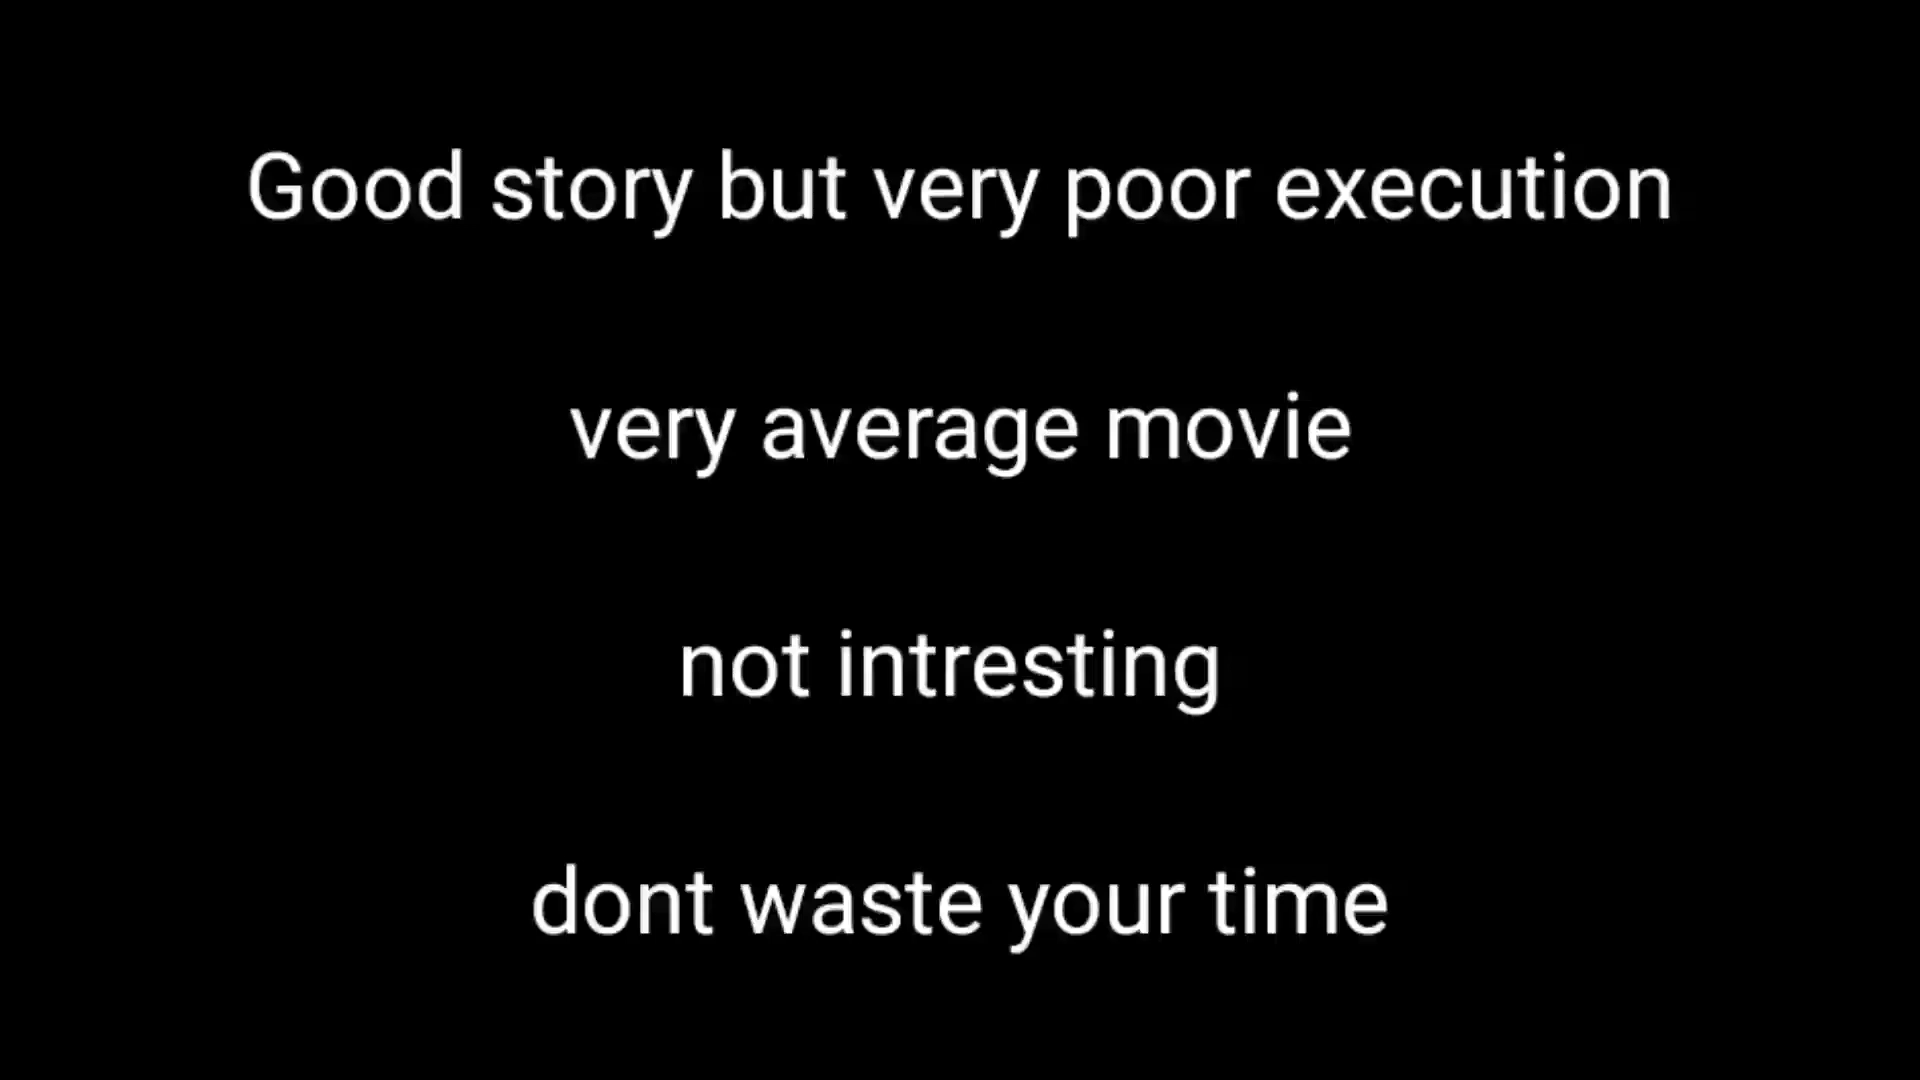 Good story but very poor execution
very average movie
not intresting
dont waste your time